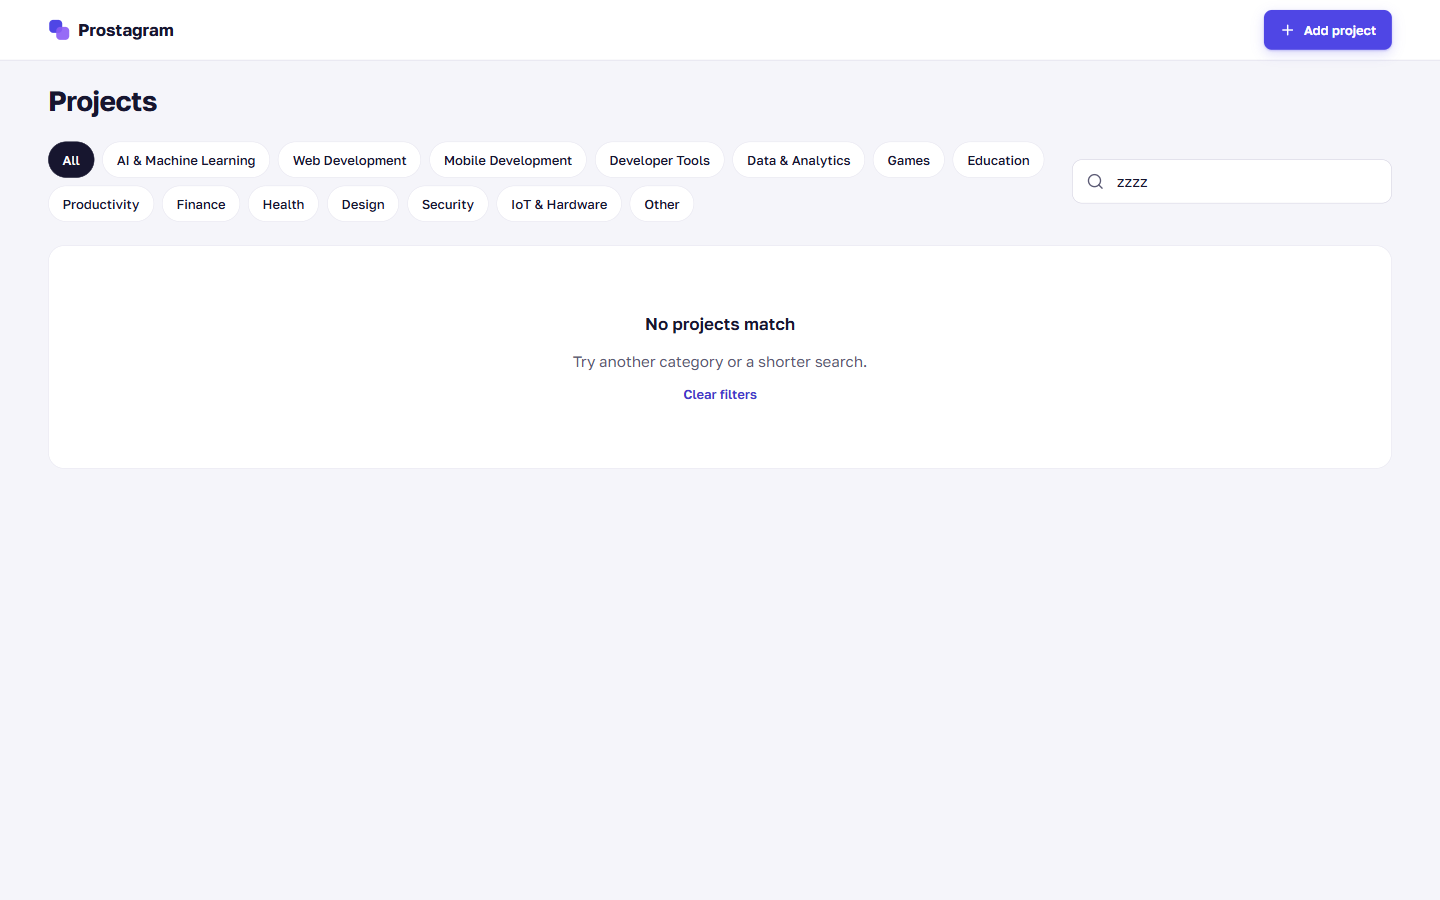 Prostagram
Add project
Projects
All
AI & Machine Learning
Web Development
Mobile Development
Developer Tools
Data & Analytics
Games
Education
Productivity
Finance
Health
Design
Security
IoT & Hardware
Other
zzzz
No projects match
Try another category or a shorter search.
Clear filters